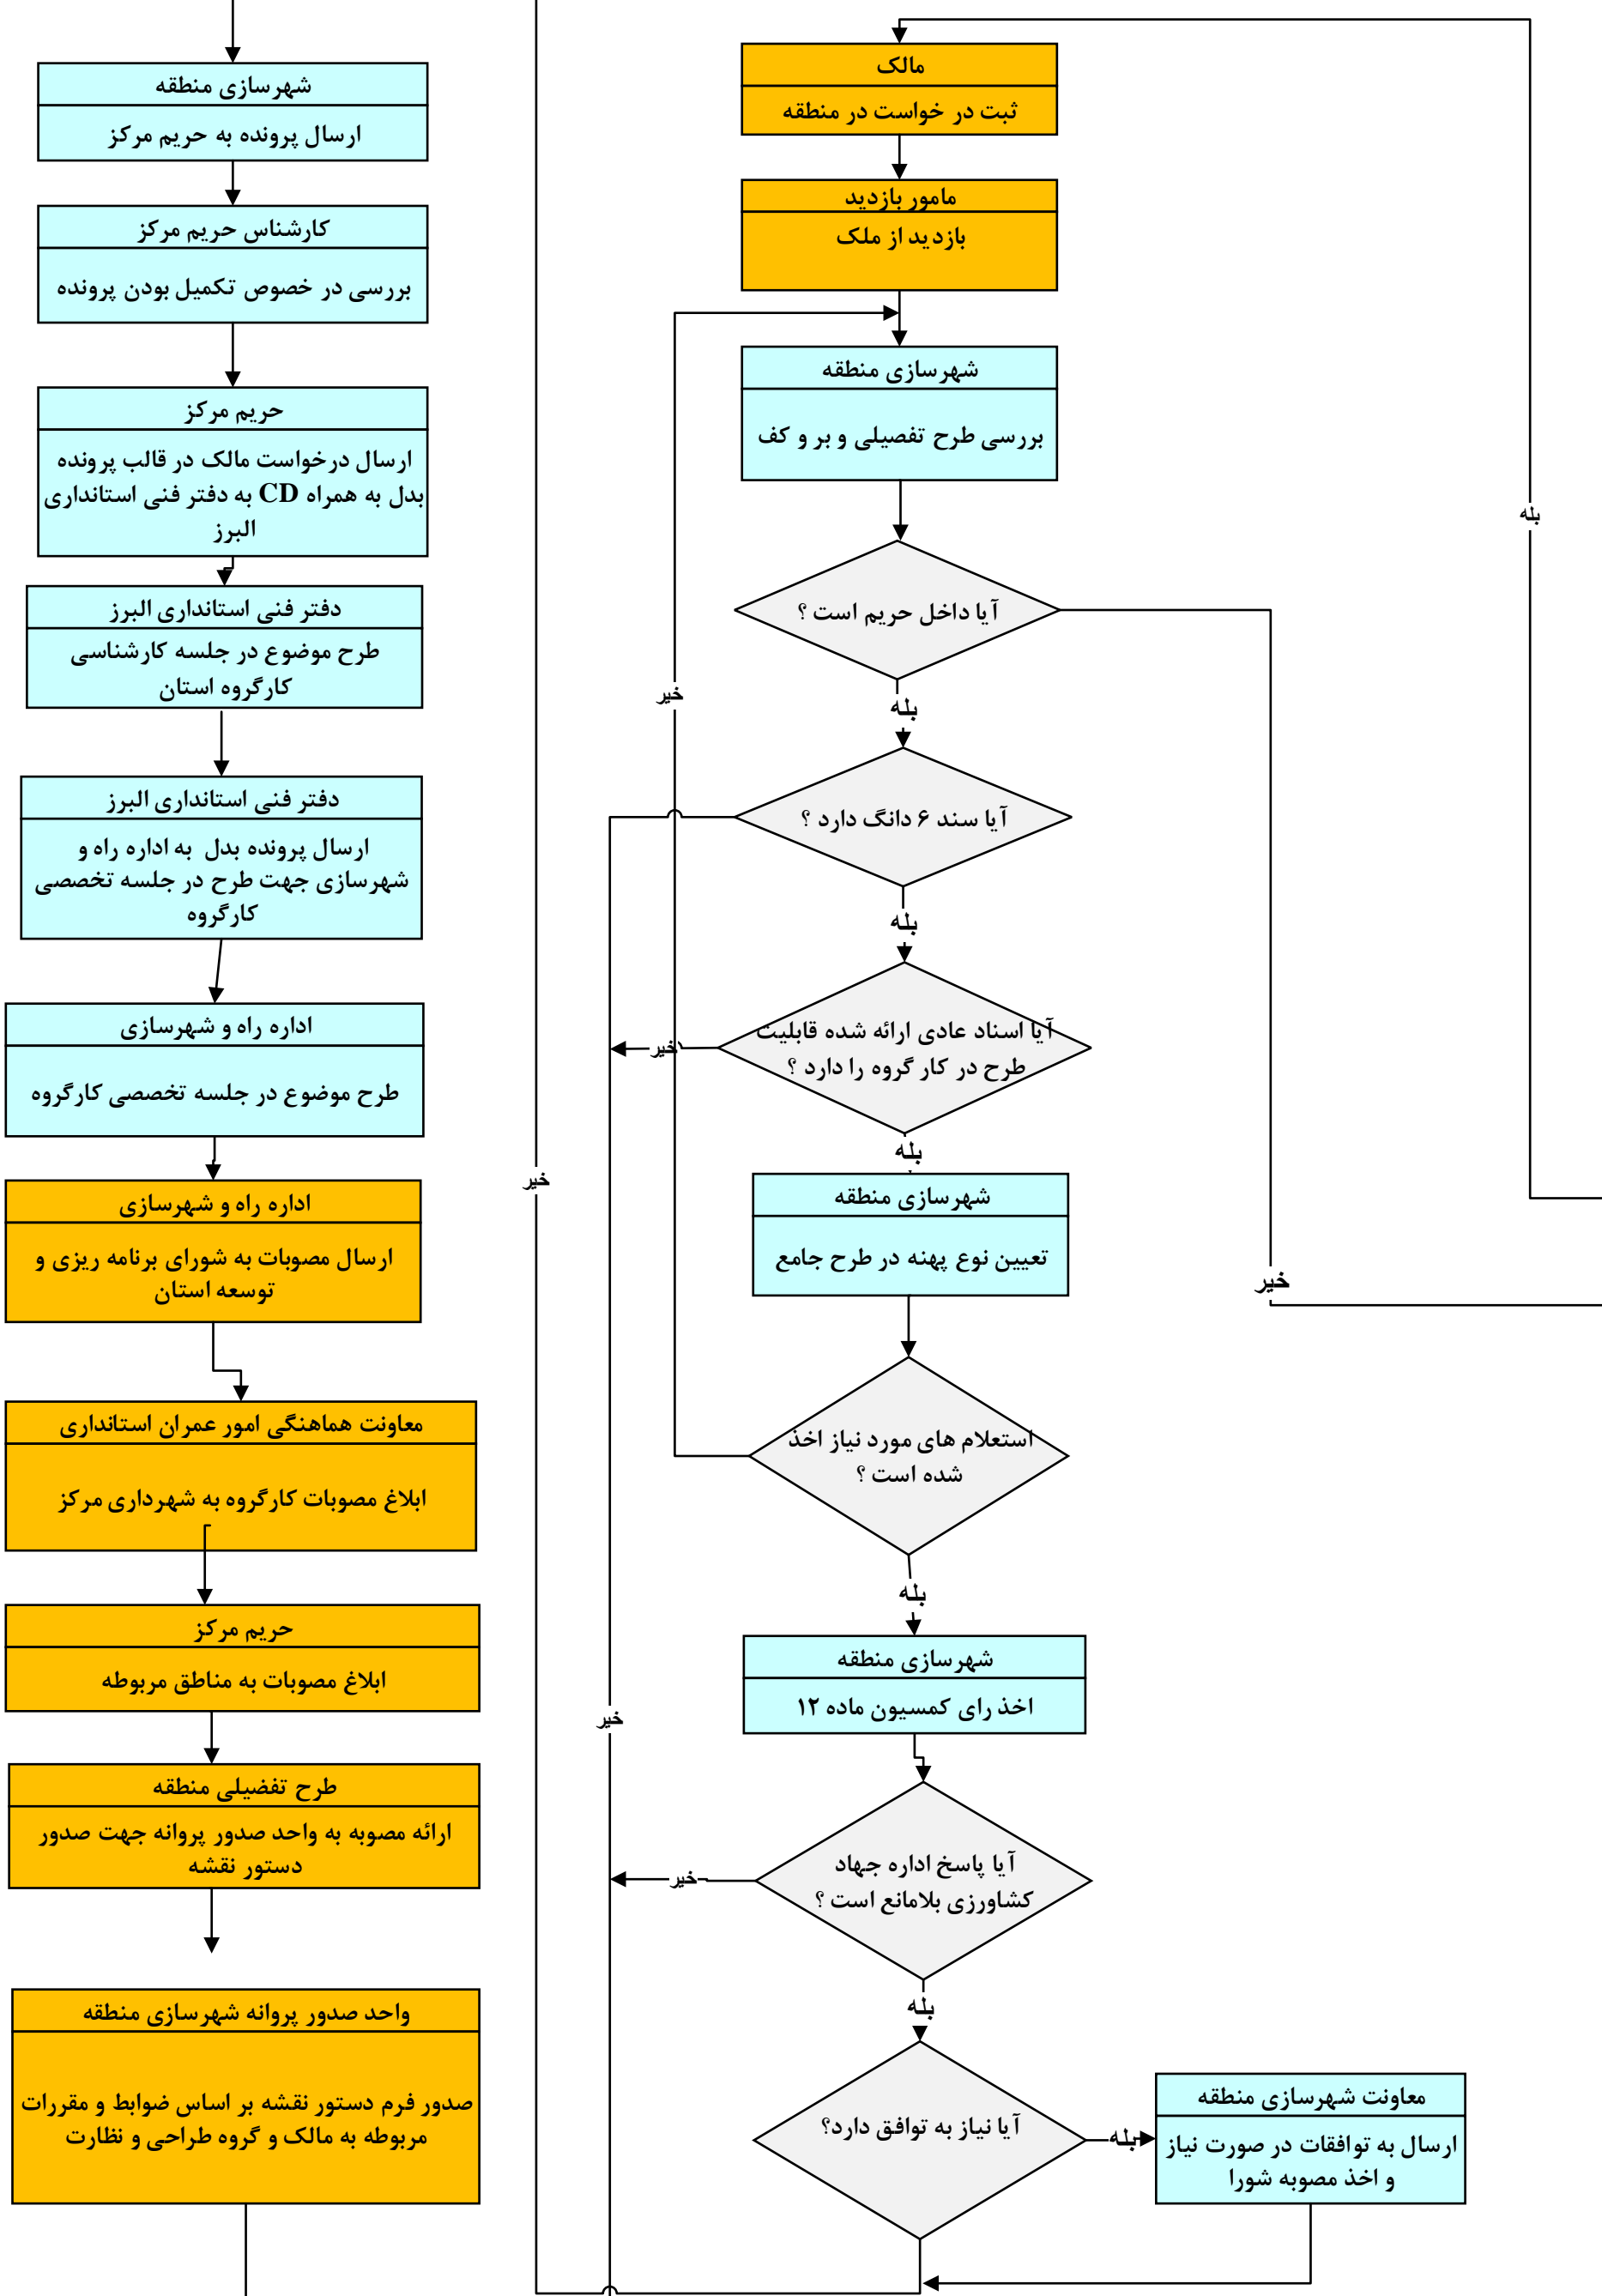 مالک
ثبت در خواست در منطقه
مامور بازدید
بازدید از ملک
شهرسازی منطقه
بررسی طرح تفصیلی و بر و کف
آیا داخل حریم است ؟
بله
خیر
آیا سند ۶ دانگ دارد ؟
بله
خیر
آیا اسناد عادی ارائه شده قابلیت
طرح در کار گروه را دارد ؟
خیر
بله
شهرسازی منطقه
تعیین نوع پهنه در طرح جامع
استعلام های مورد نیاز اخذ
شده است ؟
خیر
بله
شهرسازی منطقه
اخذ رای کمسیون ماده ۱۲
آیا پاسخ اداره جهاد
کشاورزی بلامانع است ؟
خیر
بله
آیا نیاز به توافق دارد؟
بله
معاونت شهرسازی منطقه
ارسال به توافقات در صورت نیاز
و اخذ مصوبه شورا
بله
خیر
شهرسازی منطقه
ارسال پرونده به حریم مرکز
کارشناس حریم مرکز
بررسی در خصوص تکمیل بودن پرونده
حریم مرکز
ارسال درخواست مالک در قالب پرونده
بدل به همراه CD به دفتر فنی استانداری
البرز
دفتر فنی استانداری البرز
طرح موضوع در جلسه کارشناسی
کارگروه استان
دفتر فنی استانداری البرز
ارسال پرونده بدل به اداره راه و
شهرسازی جهت طرح در جلسه تخصصی
کارگروه
اداره راه و شهرسازی
طرح موضوع در جلسه تخصصی کارگروه
اداره راه و شهرسازی
ارسال مصوبات به شورای برنامه ریزی و
توسعه استان
معاونت هماهنگی امور عمران استانداری
ابلاغ مصوبات کارگروه به شهرداری مرکز
حریم مرکز
ابلاغ مصوبات به مناطق مربوطه
طرح تفضیلی منطقه
ارائه مصوبه به واحد صدور پروانه جهت صدور
دستور نقشه
واحد صدور پروانه شهرسازی منطقه
صدور فرم دستور نقشه بر اساس ضوابط و مقررات
مربوطه به مالک و گروه طراحی و نظارت